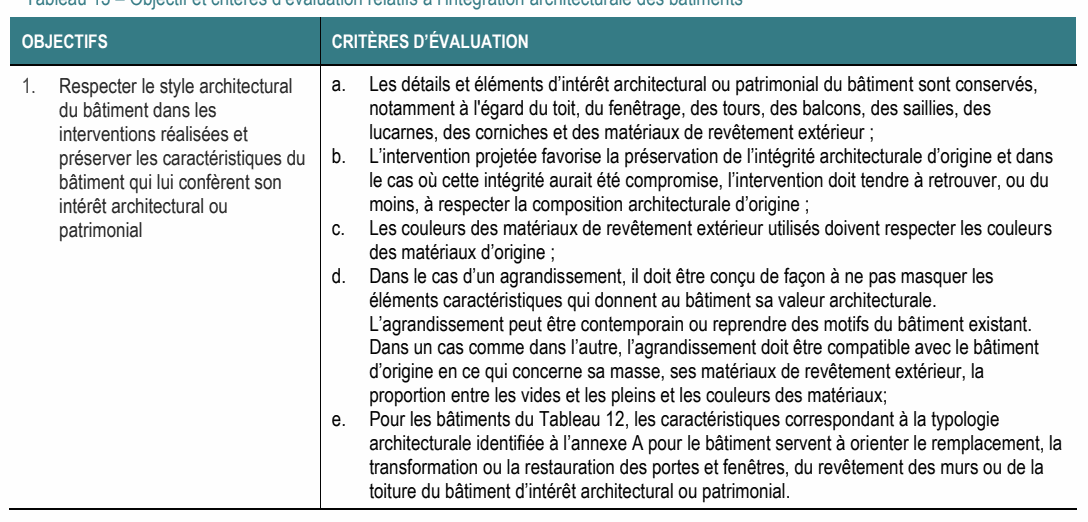 Tableau 13 – Objectif et critères d'évaluation relatifs à l'intégration architecturale des bâtiments
OBJECTIFS
CRITÈRES D'ÉVALUATION
1. Respecter le style architectural
du bâtiment dans les
interventions réalisées et
préserver les caractéristiques du
bâtiment qui lui confèrent son
intérêt architectural ou
patrimonial
a. Les détails et éléments d'intérêt architectural ou patrimonial du bâtiment sont conservés,
notamment à l'égard du toit, du fenêtrage, des tours, des balcons, des saillies, des
lucarnes, des corniches et des matériaux de revêtement extérieur ;
b. L'intervention projetée favorise la préservation de l'intégrité architecturale d'origine et dans
le cas où cette intégrité aurait été compromise, l'intervention doit tendre à retrouver, ou du
moins, à respecter la composition architecturale d'origine ;
c. Les couleurs des matériaux de revêtement extérieur utilisés doivent respecter les couleurs
des matériaux d'origine ;
d. Dans le cas d'un agrandissement, il doit être conçu de façon à ne pas masquer les
éléments caractéristiques qui donnent au bâtiment sa valeur architecturale.
L'agrandissement peut être contemporain ou reprendre des motifs du bâtiment existant.
Dans un cas comme dans l'autre, l'agrandissement doit être compatible avec le bâtiment
d'origine en ce qui concerne sa masse, ses matériaux de revêtement extérieur, la
proportion entre les vides et les pleins et les couleurs des matériaux;
e. Pour les bâtiments du Tableau 12, les caractéristiques correspondant à la typologie
architecturale identifiée à l'annexe A pour le bâtiment servent à orienter le remplacement, la
transformation ou la restauration des portes et fenêtres, du revêtement des murs ou de la
toiture du bâtiment d'intérêt architectural ou patrimonial.